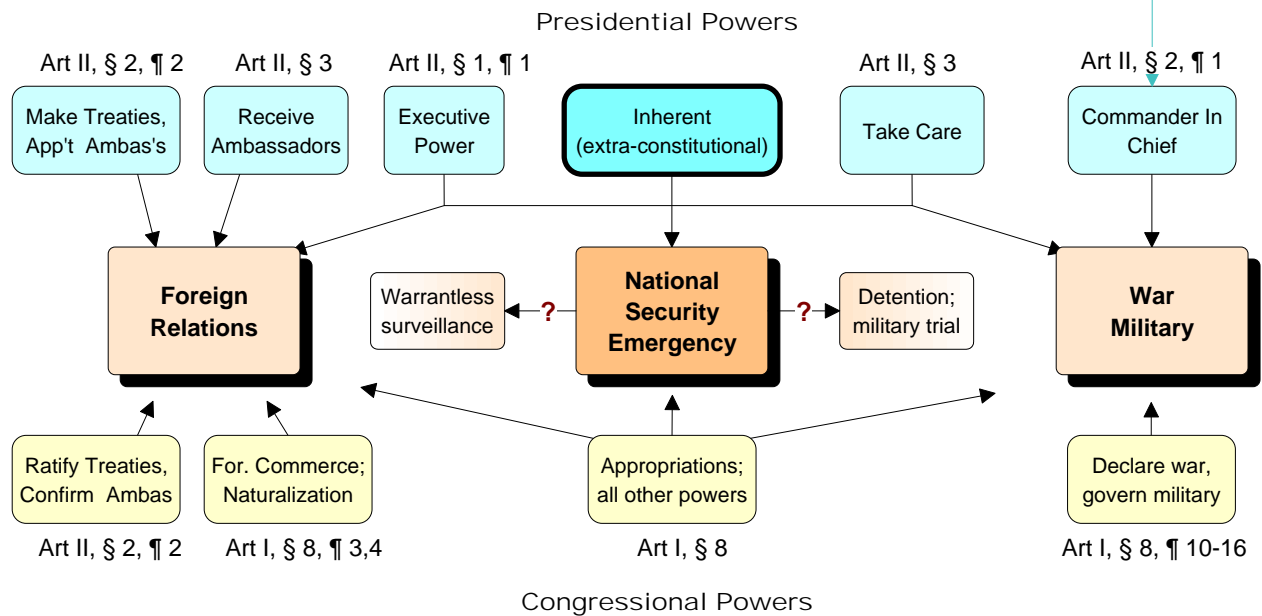 Presidential Powers
Art II, § 2, ¶ 2
Art II, § 3
Art II, § 1, ¶ 1
Art II, § 3
Art II, § 2, ¶ 1
Make Treaties,
App't Ambas's
Receive
Ambassadors
Executive
Power
Inherent
(extra-constitutional)
Take Care
Commander In
Chief
Foreign
Relations
Warrantless
surveillance
?
National
Security
Emergency
?
Detention;
military trial
War
Military
Ratify Treaties,
Confirm Ambas
For. Commerce;
Naturalization
Appropriations;
all other powers
Declare war,
govern military
Art II, § 2, ¶ 2
Art I, § 8, ¶ 3,4
Art I, § 8
Art I, § 8, ¶ 10-16
Congressional Powers